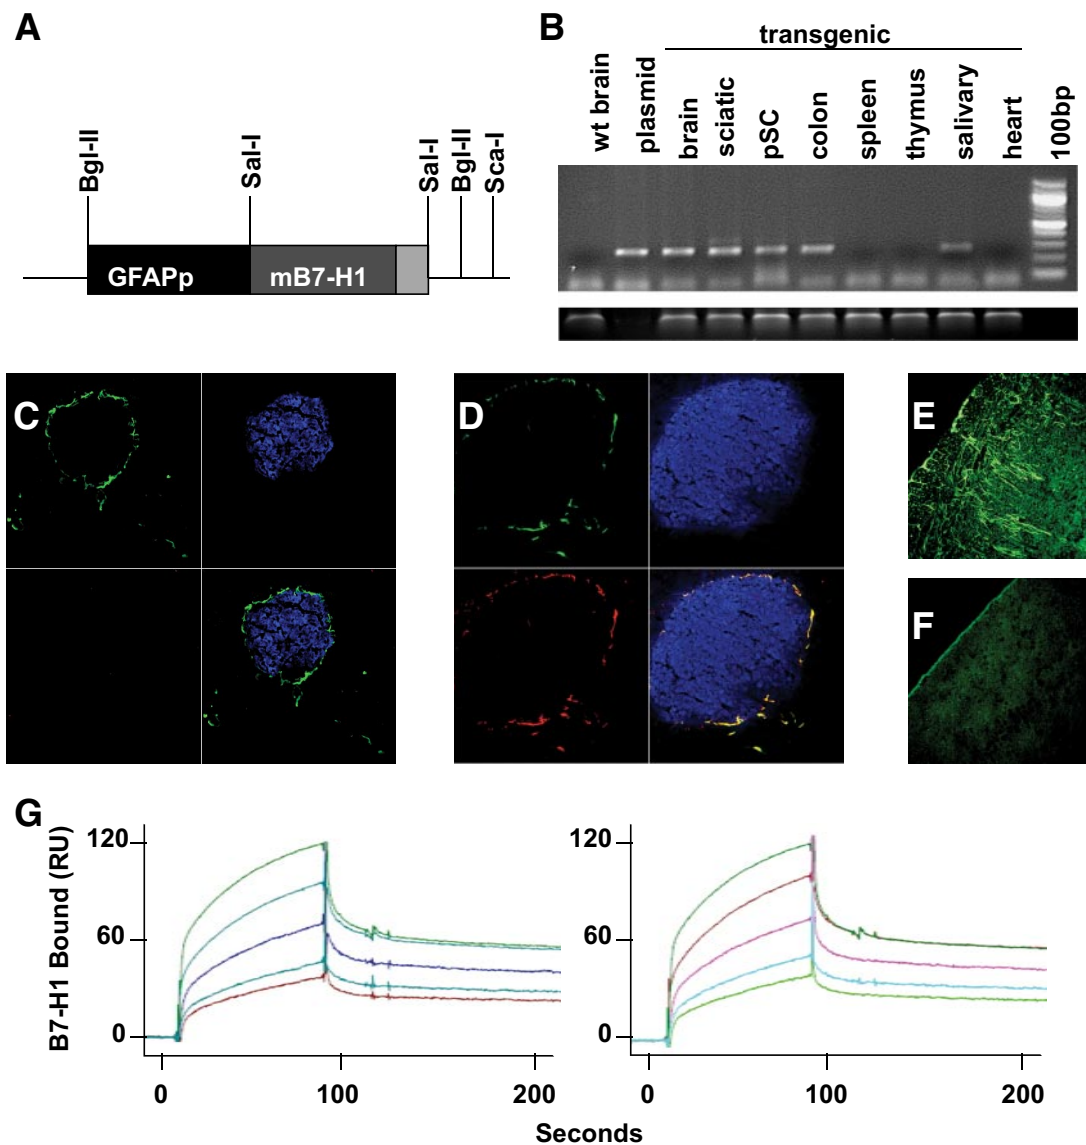 A
Bgl-II
Sal-I
Sal-I
Bgl-II
Sca-I
GFAPp
mB7-H1
B
transgenic
wt brain
plasmid
brain
sciatic
pSC
colon
spleen
thymus
salivary
heart
100bp
C
D
E
F
G
B7-H1 Bound (RU)
120
60
0
0
100
200
120
60
0
0
100
200
Seconds